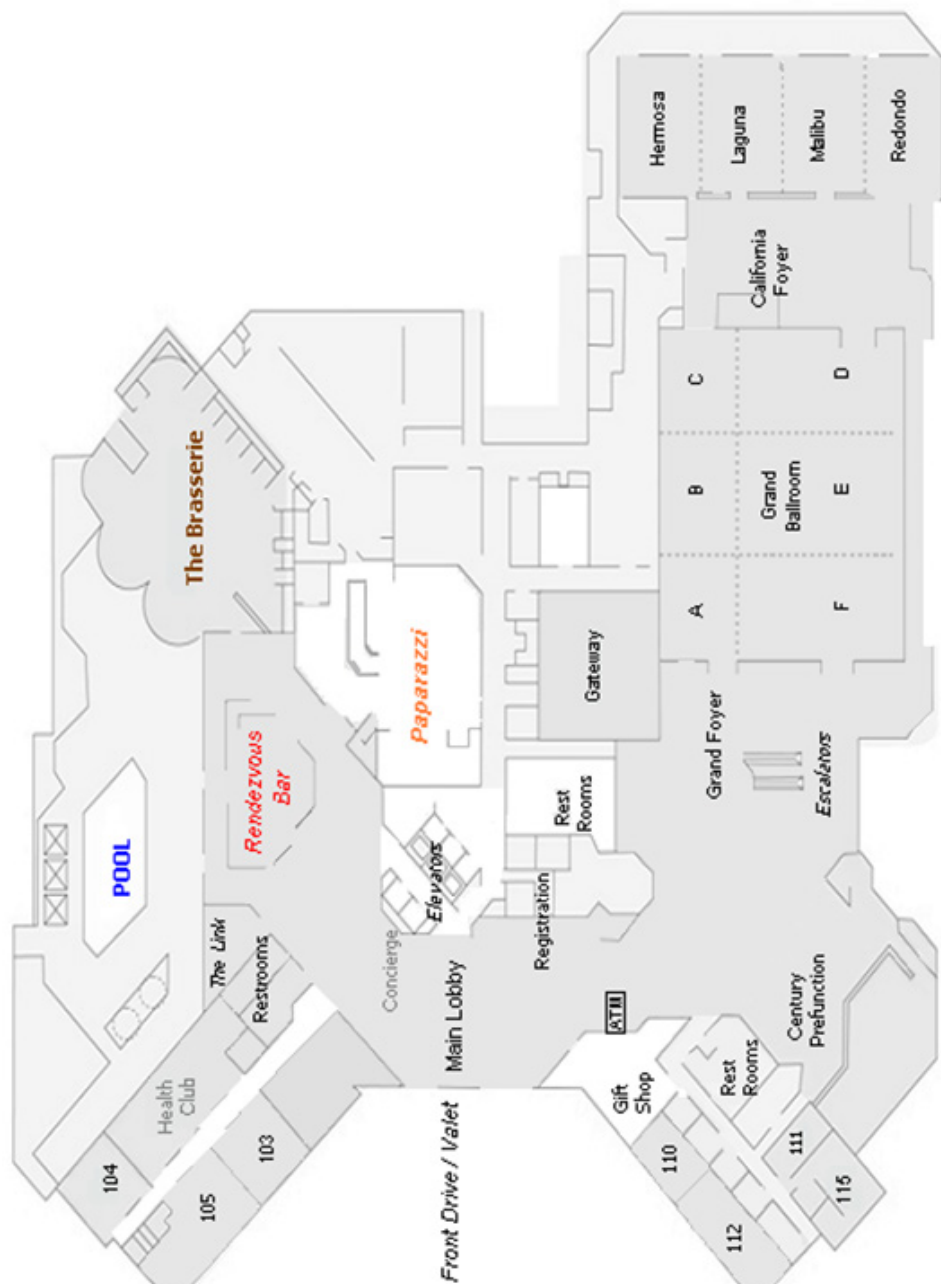 Hermosa
Laguna
Malibu
Redondo
California
Foyer
The Brasserie
C
D
B
Grand
Ballroom
E
A
F
Paparazzi
Gateway
Rendezvous
Bar
Grand Foyer
Escalators
POOL
Rest
Rooms
Elevators
Registration
The Link
Restrooms
Concierge
Main Lobby
ATM
Century
Prefunction
Health
Club
Gift
Shop
Rest
Rooms
104
103
105
110
111
112
115
Front Drive / Valet